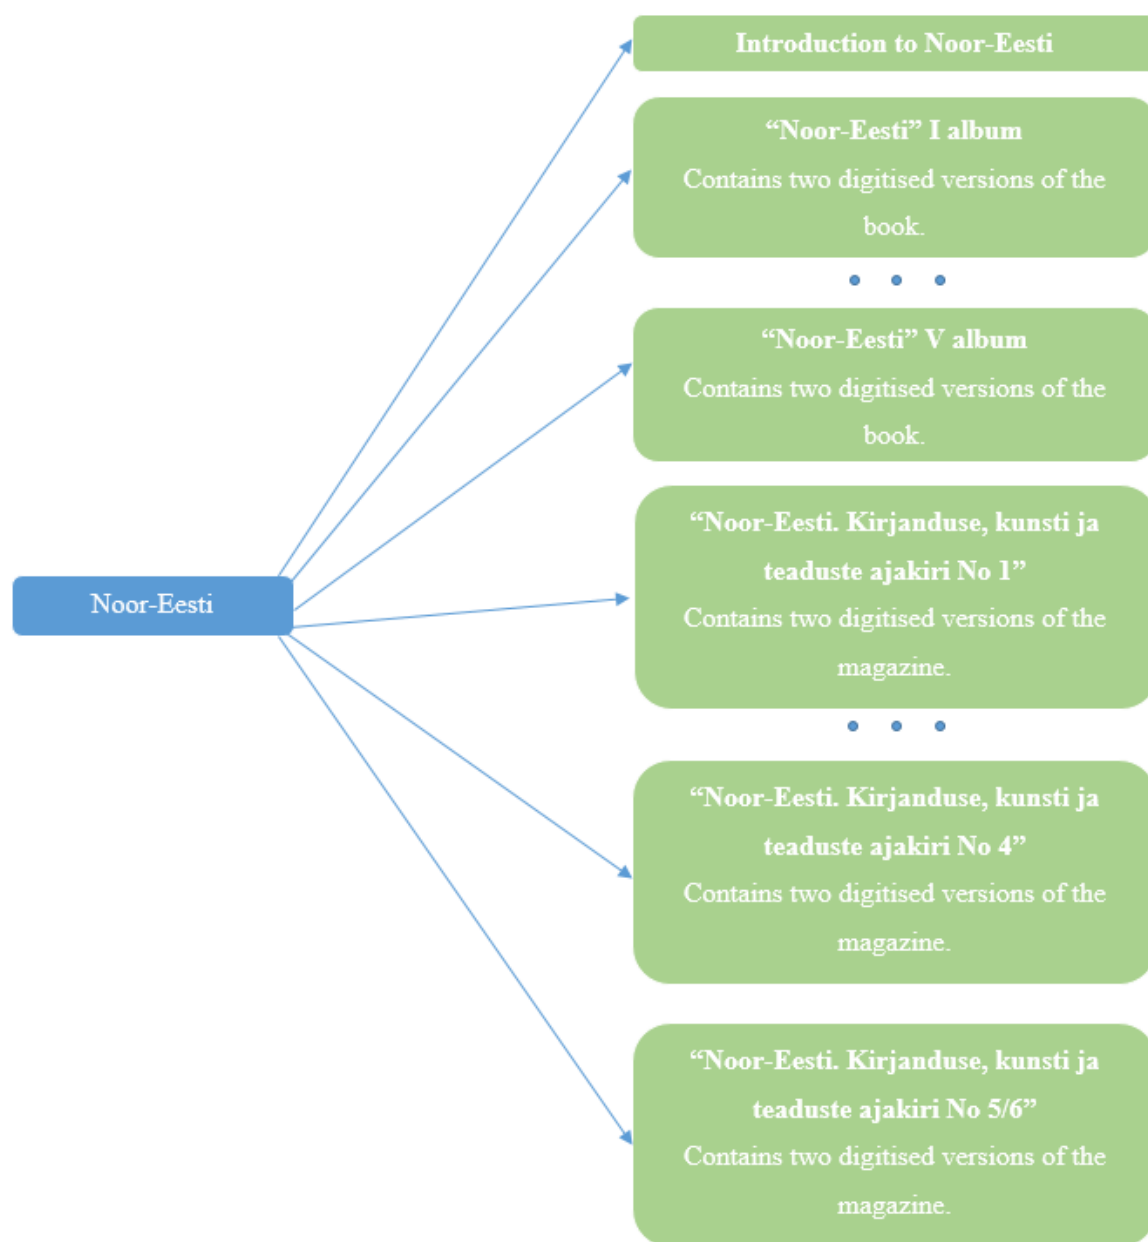 Introduction to Noor-Eesti
“Noor-Eesti” I album
Contains two digitised versions of the
book.
“Noor-Eesti” V album
Contains two digitised versions of the
book.
“Noor-Eesti. Kirjanduse, kunsti ja
teaduste ajakiri No 1”
Contains two digitised versions of the
magazine.
Noor-Eesti
“Noor-Eesti. Kirjanduse, kunsti ja
teaduste ajakiri No 4”
Contains two digitised versions of the
magazine.
“Noor-Eesti. Kirjanduse, kunsti ja
teaduste ajakiri No 5/6”
Contains two digitised versions of the
magazine.